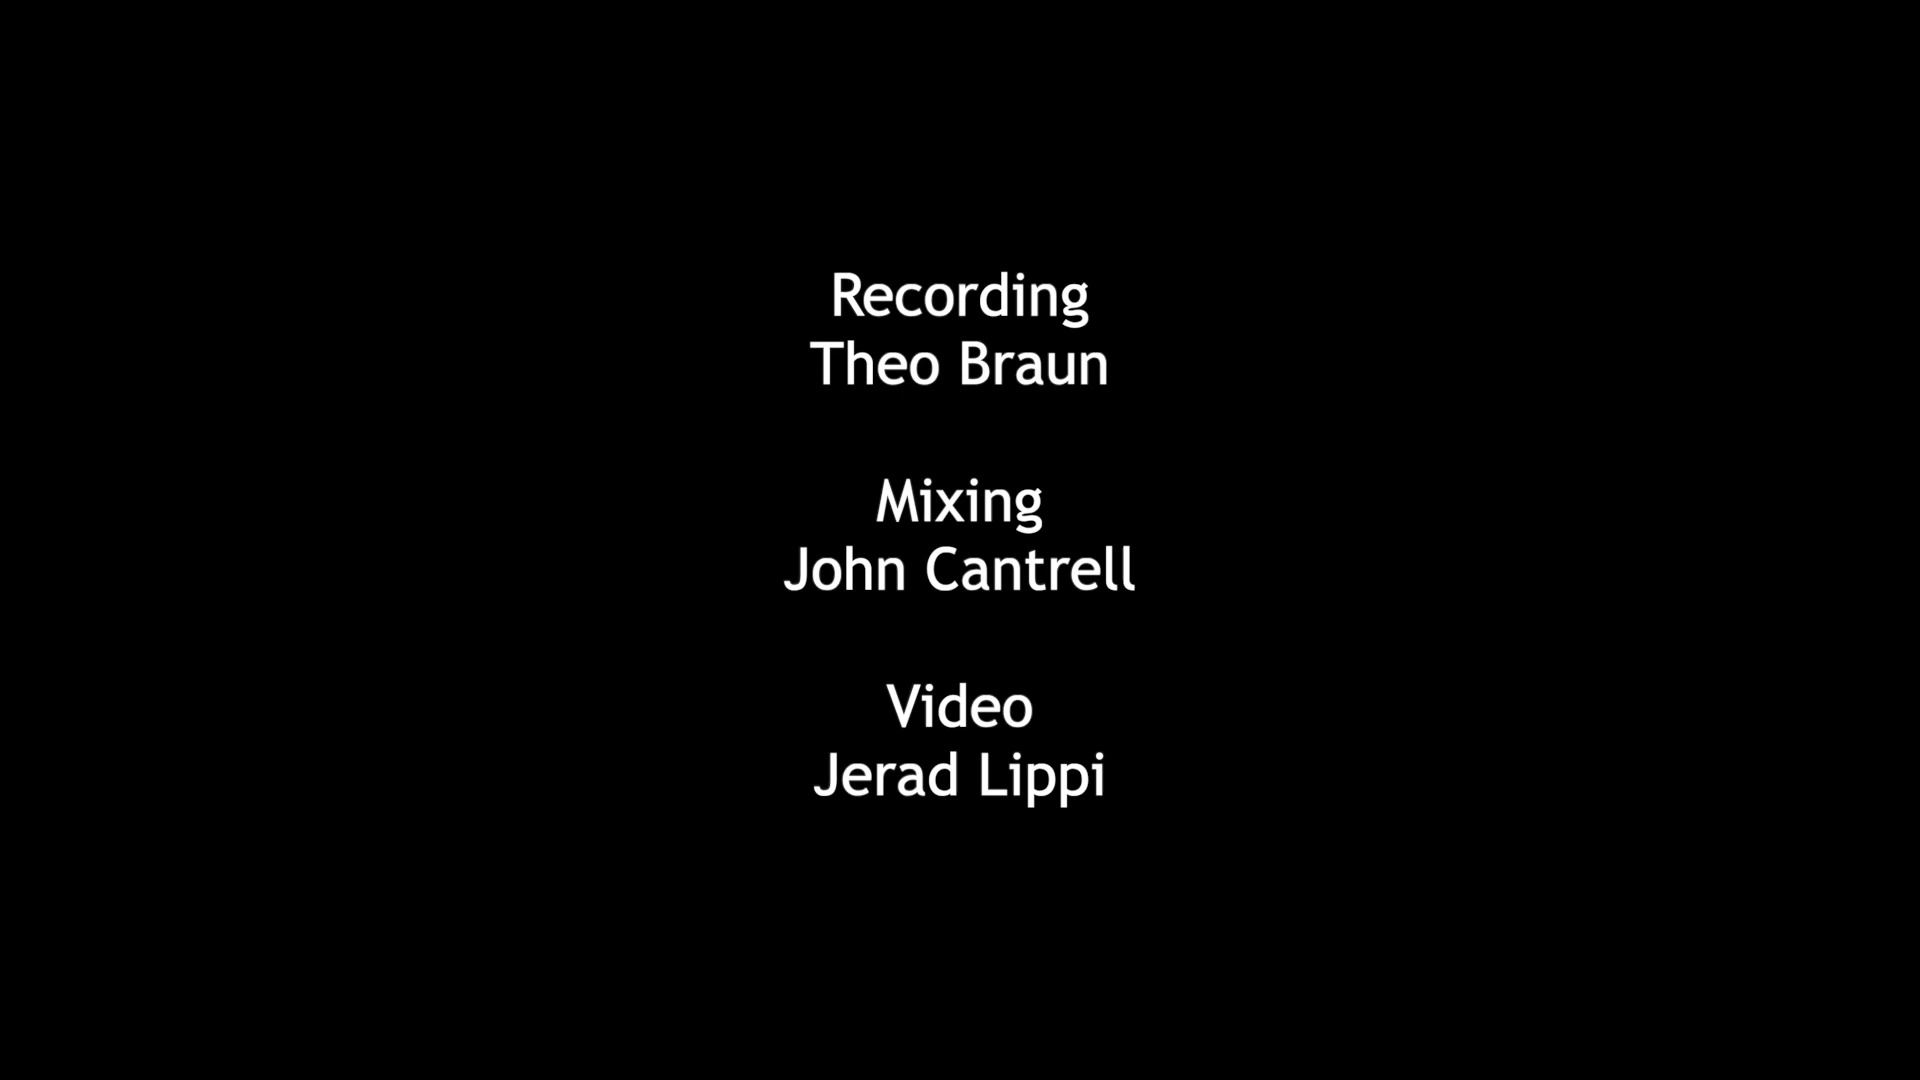 Recording
Theo Braun
Mixing
John Cantrell
Video
Jerad Lippi